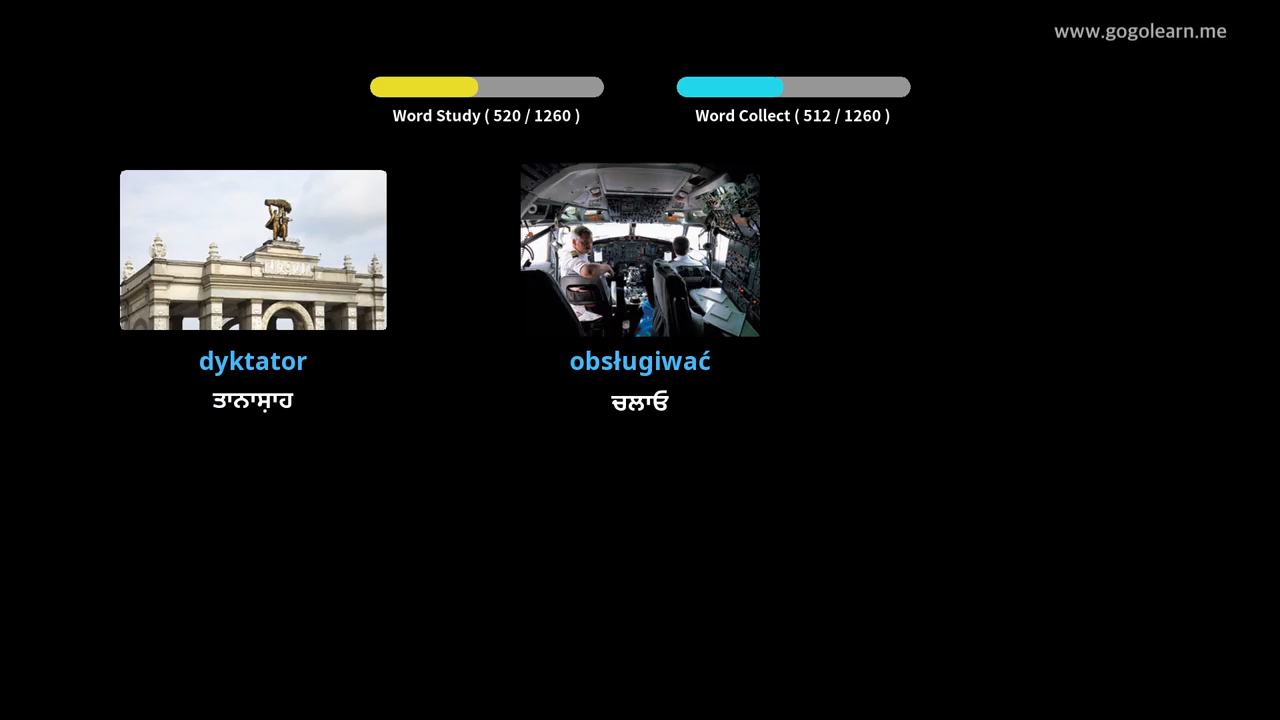 www.gogolearn.me
Word Study ( 520 / 1260 )
Word Collect ( 512 / 1260 )
dyktator
ਤਾਨਾਸ਼ਾਹ
obsługiwać
ਚਲਾਓ